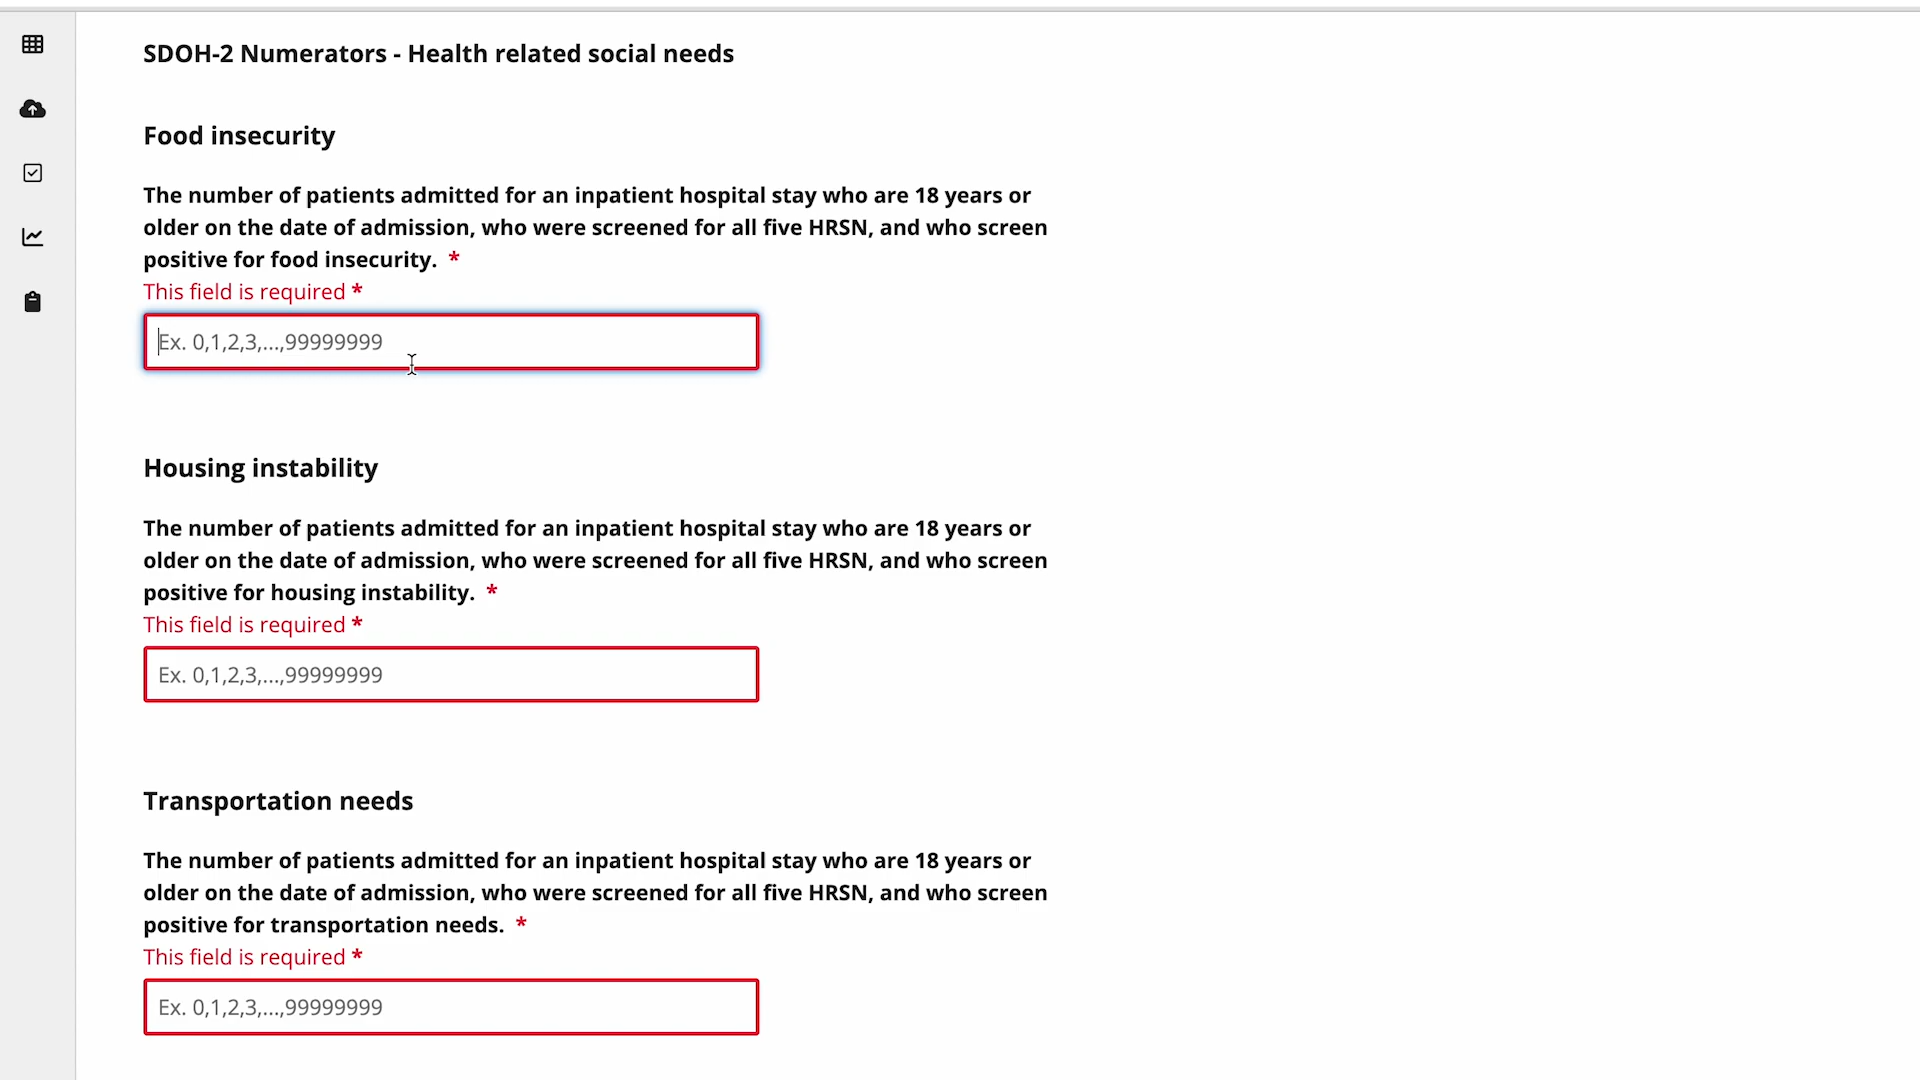 SDOH-2 Numerators - Health related social needs
Food insecurity
The number of patients admitted for an inpatient hospital stay who are 18 years or
older on the date of admission, who were screened for all five HRSN, and who screen
positive for food insecurity. *
This field is required *
Ex. 0,1,2,3,...,99999999
Housing instability
The number of patients admitted for an inpatient hospital stay who are 18 years or
older on the date of admission, who were screened for all five HRSN, and who screen
positive for housing instability. *
This field is required *
Ex. 0,1,2,3,...,99999999
Transportation needs
The number of patients admitted for an inpatient hospital stay who are 18 years or
older on the date of admission, who were screened for all five HRSN, and who screen
positive for transportation needs. *
This field is required *
Ex. 0,1,2,3,...,99999999